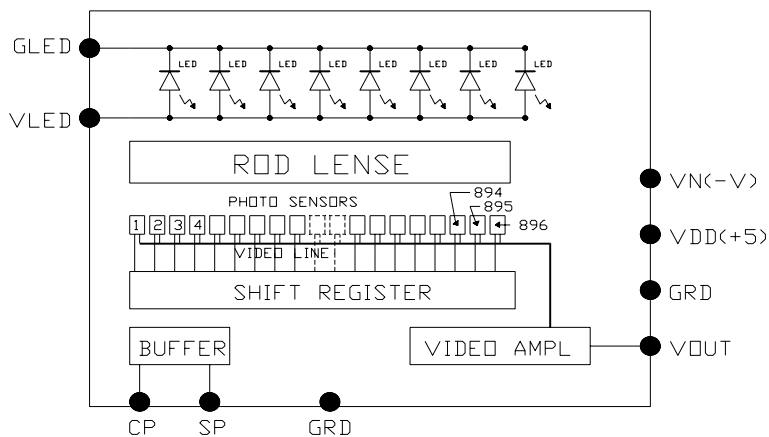 GLED
LED LED LED LED LED LED LED LED
VLED
ROD LENSE
VN(-V)
894
PHOTO SENSORS
895
1 2 3 4
896
VDD(+5)
VIDEO LINE
SHIFT REGISTER
GRD
BUFFER
VIDEO AMPL
VOUT
CP SP GRD